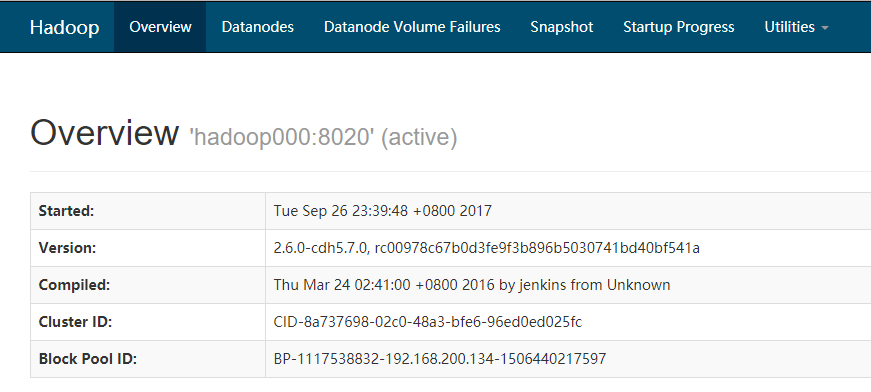 Hadoop Overview Datanodes Datanode Volume Failures Snapshot Startup Progress Utilities
Overview 'hadoop000:8020' (active)
Started: Tue Sep 26 23:39:48 +0800 2017
Version: 2.6.0-cdh5.7.0, rc00978c67b0d3fe9f3b896b5030741bd40bf541a
Compiled: Thu Mar 24 02:41:00 +0800 2016 by jenkins from Unknown
Cluster ID: CID-8a737698-02c0-48a3-bfe6-96ed0ed025fc
Block Pool ID: BP-1117538832-192.168.200.134-1506440217597